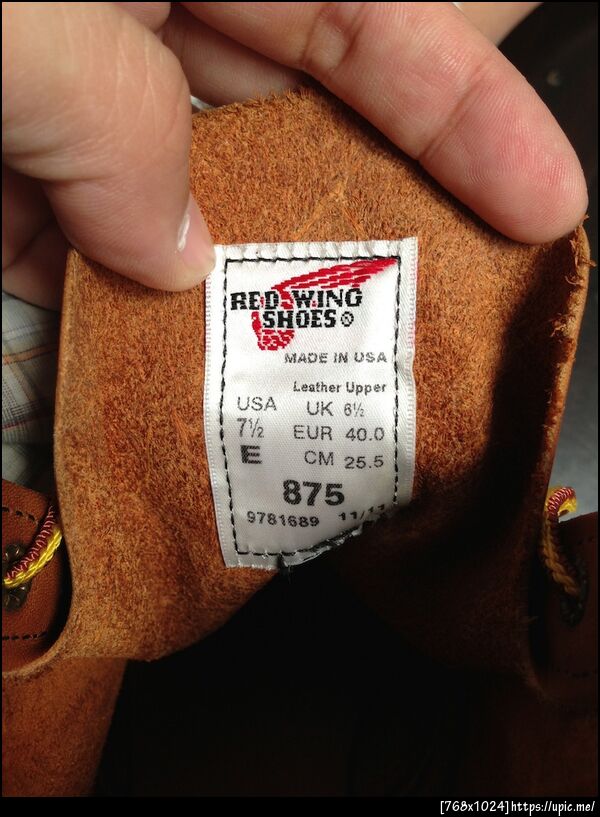 RED WING
SHOES®
MADE IN USA
Leather Upper
USA UK 6½
7½ EUR 40.0
E CM 25.5
875
9781689 11/11
[768x1024]https://upic.me/